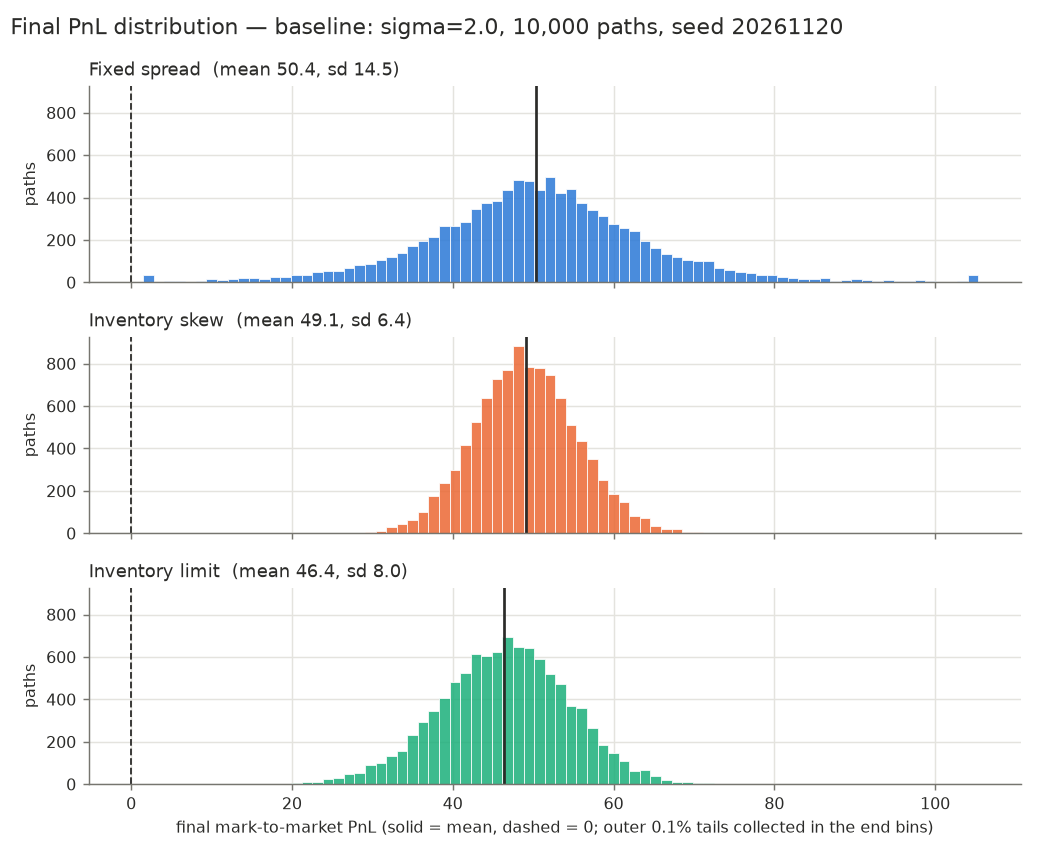 Final PnL distribution — baseline: sigma=2.0, 10,000 paths, seed 20261120
Fixed spread (mean 50.4, sd 14.5)
800
600
400
200
0
paths
Inventory skew (mean 49.1, sd 6.4)
800
600
400
200
0
paths
Inventory limit (mean 46.4, sd 8.0)
800
600
400
200
0
paths
0 20 40 60 80 100
final mark-to-market PnL (solid = mean, dashed = 0; outer 0.1% tails collected in the end bins)